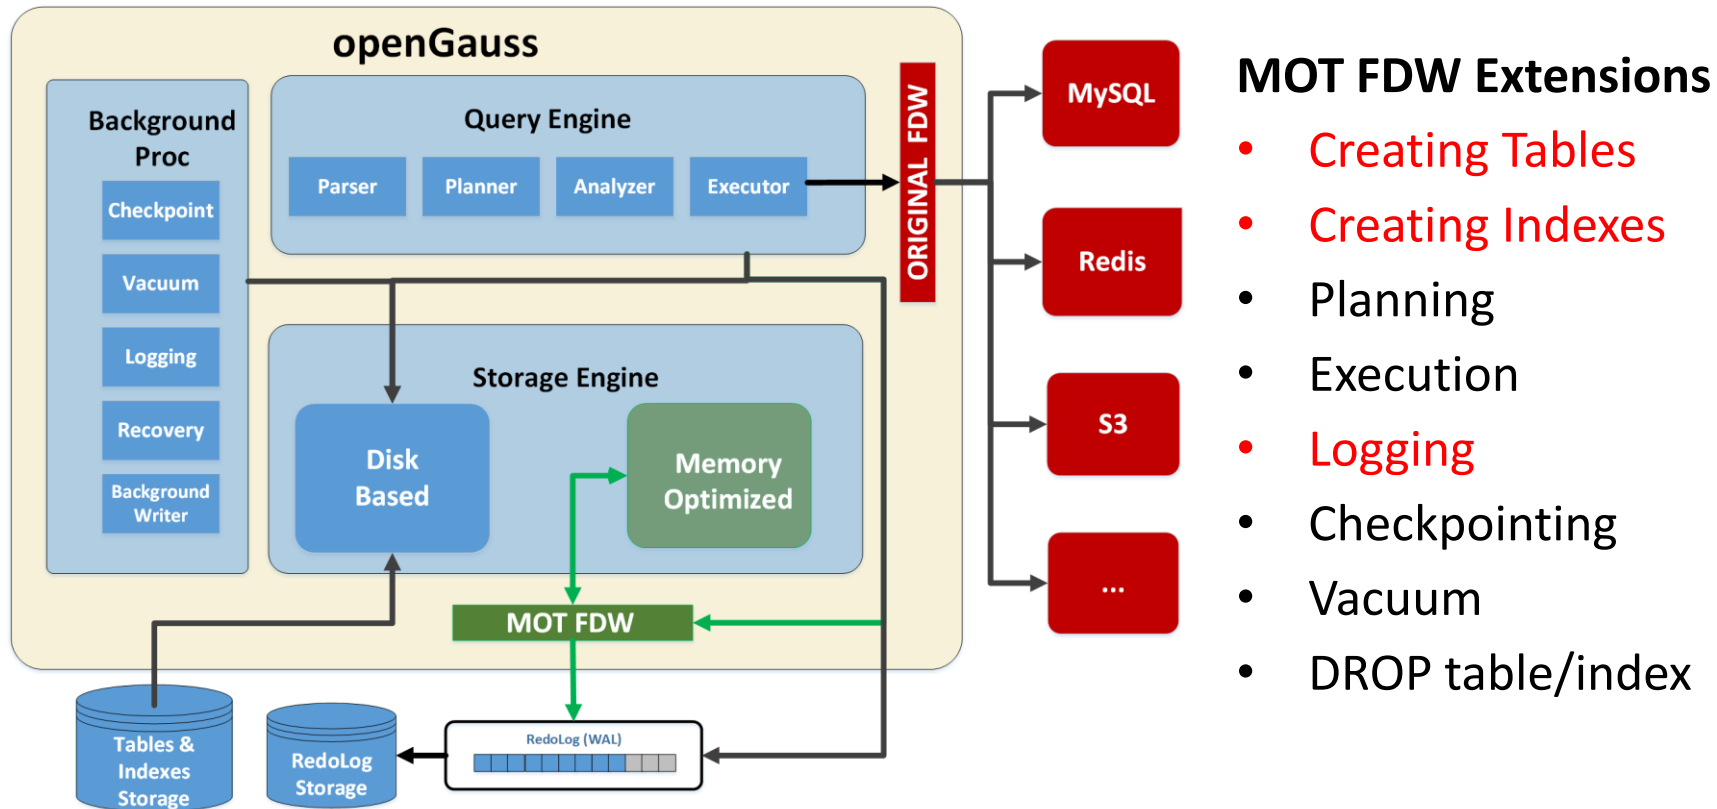 openGauss
Background
Proc
Checkpoint
Vacuum
Logging
Recovery
Background
Writer
Query Engine
Parser
Planner
Analyzer
Executor
ORIGINAL FDW
Storage Engine
Disk
Based
Memory
Optimized
MOT FDW
Tables &
Indexes
Storage
RedoLog
Storage
RedoLog (WAL)
MySQL
Redis
S3
...
MOT FDW Extensions
• Creating Tables
• Creating Indexes
• Planning
• Execution
• Logging
• Checkpointing
• Vacuum
• DROP table/index